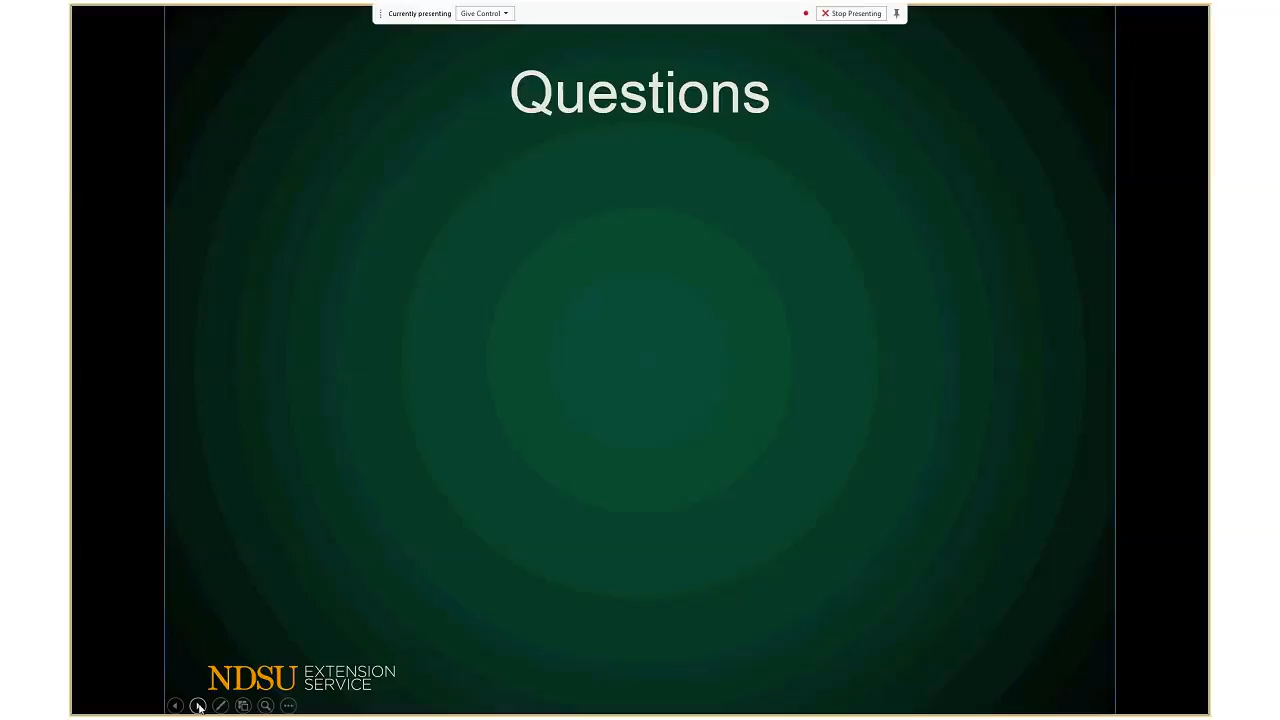 Currently presenting
Give Control
Stop Presenting
Questions
NDSU EXTENSION
SERVICE